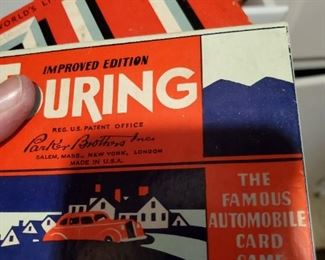 WORLD'S
IMPROVED EDITION
TOURING
REG. U.S. PATENT OFFICE
Parker Brothers Inc.
SALEM, MASS., NEW YORK, LONDON
MADE IN U.S.A.
THE
FAMOUS
AUTOMOBILE
CARD
GAME